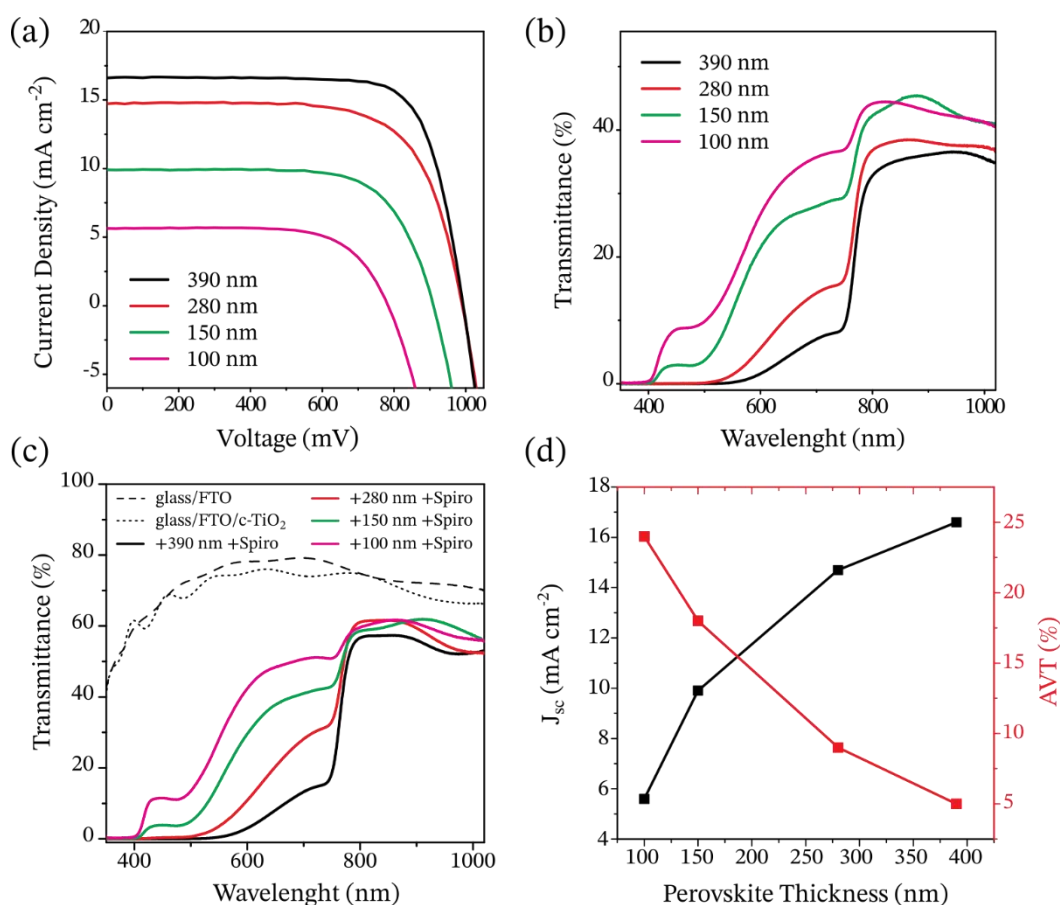 (a)
20
15
10
5
0
-5
Current Density (mA cm-2)
390 nm
280 nm
150 nm
100 nm
0
200
400
600
800
1000
Voltage (mV)
(b)
40
20
0
Transmittance (%)
390 nm
280 nm
150 nm
100 nm
400
600
800
1000
Wavelenght (nm)
(c)
100
80
60
40
20
0
Transmittance (%)
glass/FTO
glass/FTO/c-TiO2
+390 nm +Spiro
+280 nm +Spiro
+150 nm +Spiro
+100 nm +Spiro
400
600
800
1000
Wavelenght (nm)
(d)
18
16
14
12
10
8
6
4
Jsc (mA cm-2)
25
20
15
10
5
AVT (%)
100
150
200
250
300
350
400
Perovskite Thickness (nm)